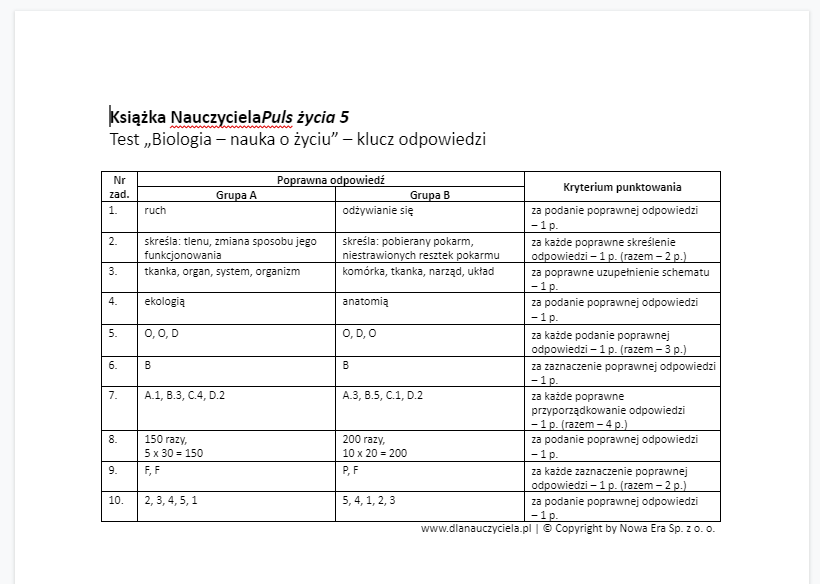 Książka NauczycielaPuls życia 5
Test „Biologia – nauka o życiu” – klucz odpowiedzi
Nr zad.
Poprawna odpowiedź
Kryterium punktowania
Grupa A
Grupa B
1.
ruch
odżywianie się
za podanie poprawnej odpowiedzi
– 1 p.
2.
skreśla: tlenu, zmiana sposobu jego
funkcjonowania
skreśla: pobierany pokarm,
niestrawionych resztek pokarmu
za każde poprawne skreślenie
odpowiedzi – 1 p. (razem – 2 p.)
3.
tkanka, organ, system, organizm
komórka, tkanka, narząd, układ
za poprawne uzupełnienie schematu
– 1 p.
4.
ekologią
anatomią
za podanie poprawnej odpowiedzi
– 1 p.
5.
O, O, D
O, D, O
za każde podanie poprawnej
odpowiedzi – 1 p. (razem – 3 p.)
6.
B
B
za zaznaczenie poprawnej odpowiedzi
– 1 p.
7.
A.1, B.3, C.4, D.2
A.3, B.5, C.1, D.2
za każde poprawne
przyporządkowanie odpowiedzi
– 1 p. (razem – 4 p.)
8.
150 razy,
5 x 30 = 150
200 razy,
10 x 20 = 200
za podanie poprawnej odpowiedzi
– 1 p.
9.
F, F
P, F
za każde zaznaczenie poprawnej
odpowiedzi – 1 p. (razem – 2 p.)
10.
2, 3, 4, 5, 1
5, 4, 1, 2, 3
za podanie poprawnej odpowiedzi
– 1 p.
www.dlanauczyciela.pl | © Copyright by Nowa Era Sp. z o. o.